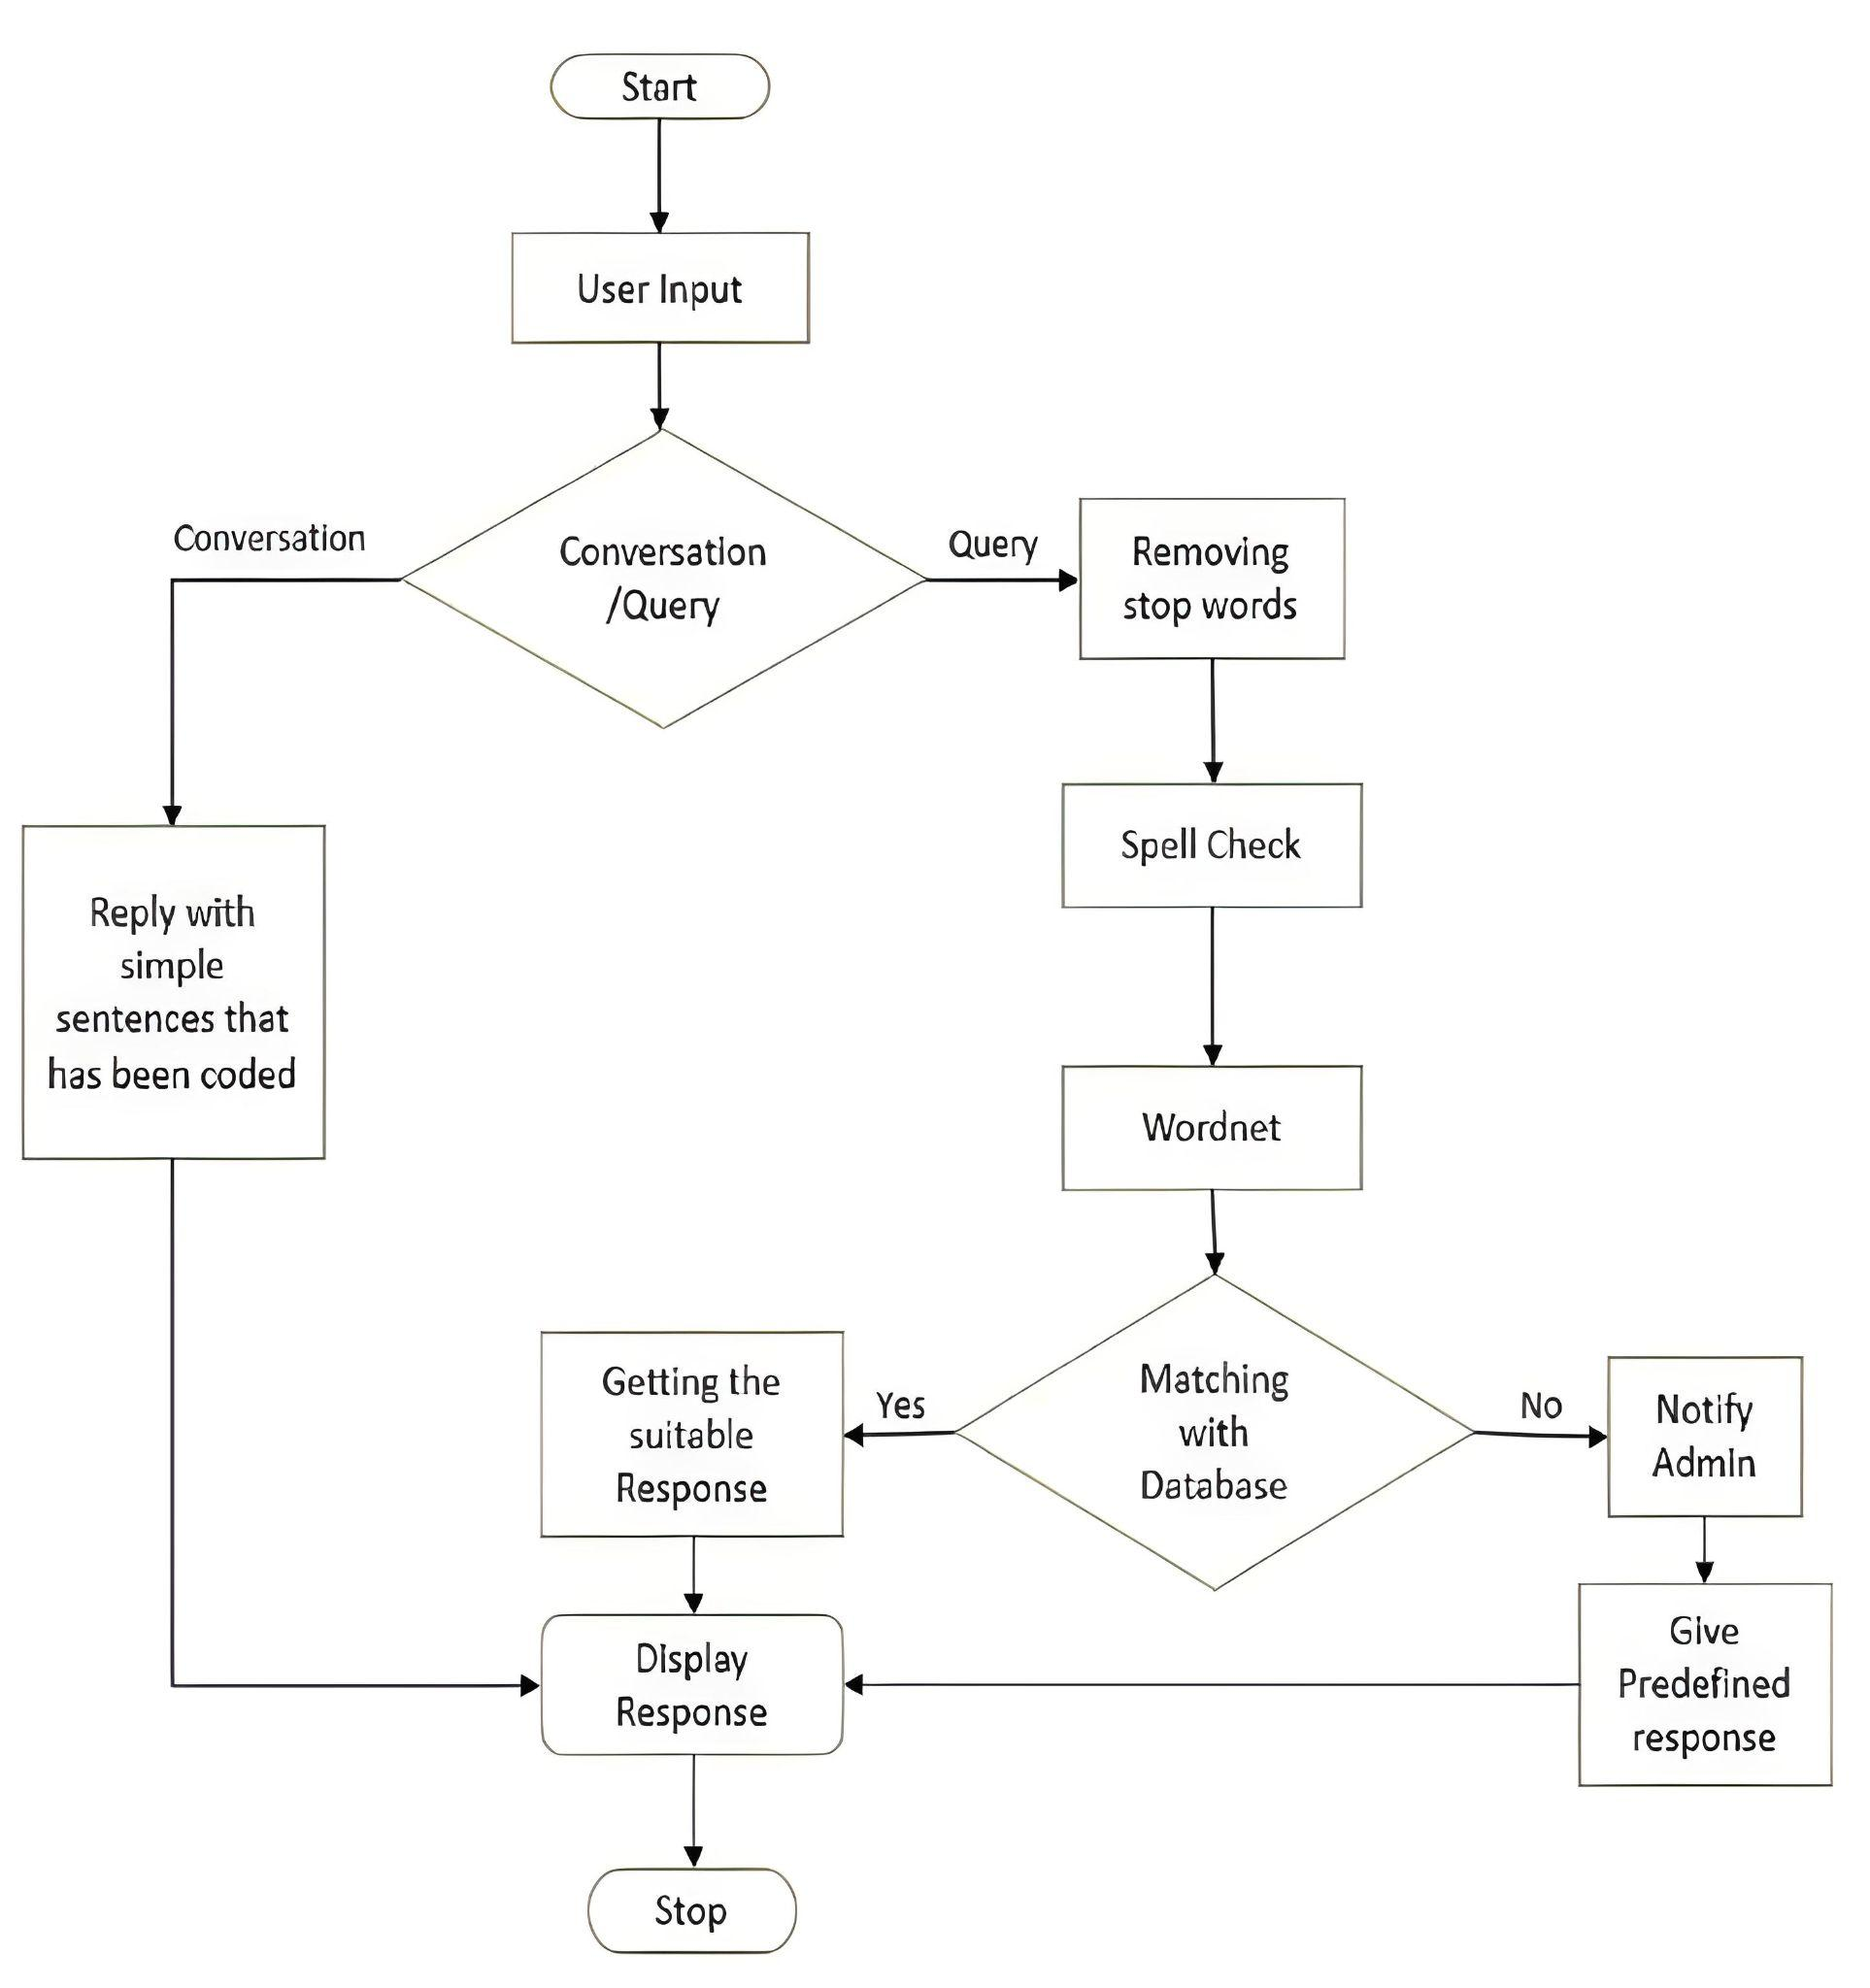 Start
User Input
Conversation
Conversation
/Query
Query
Removing
stop words
Spell Check
Reply with
simple
sentences that
has been coded
Wordnet
Matching
with
Database
Yes
No
Getting the
suitable
Response
Notify
Admin
Give
Predefined
response
Display
Response
Stop